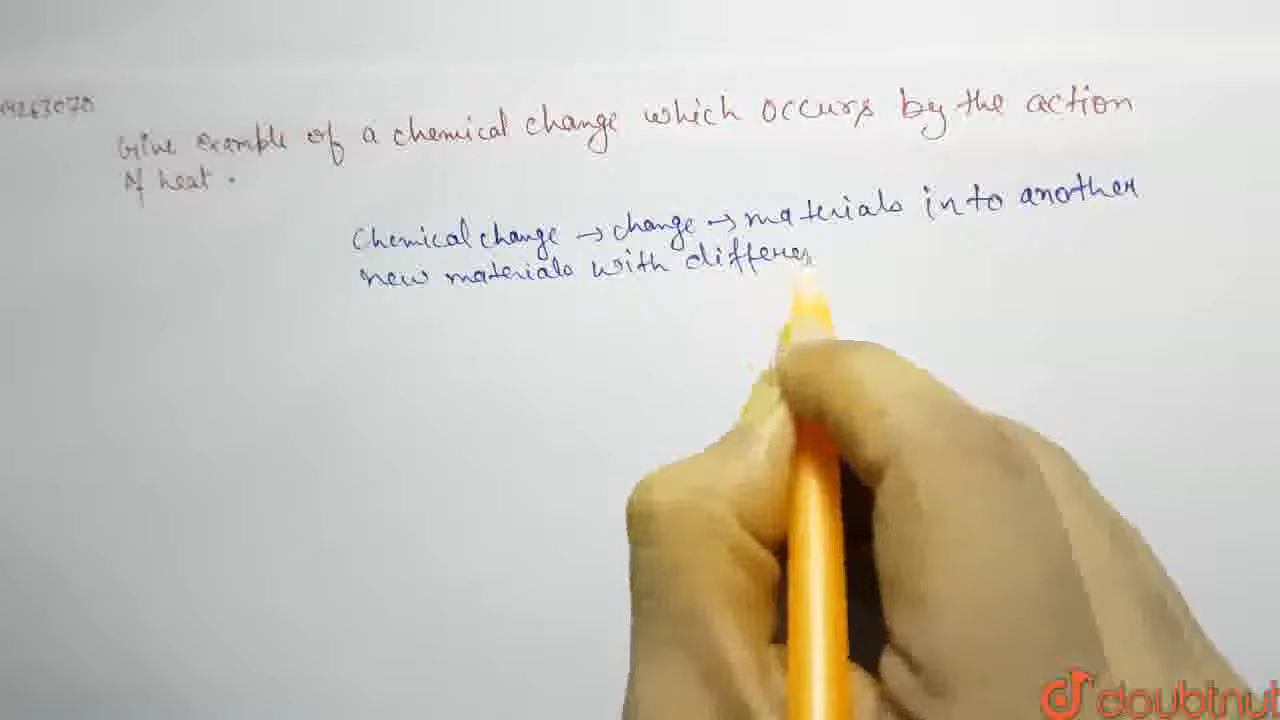 Give example of a chemical change which occurs by the action
of heat.
Chemical change → change → materials into another
new materials with differen
doubtnut